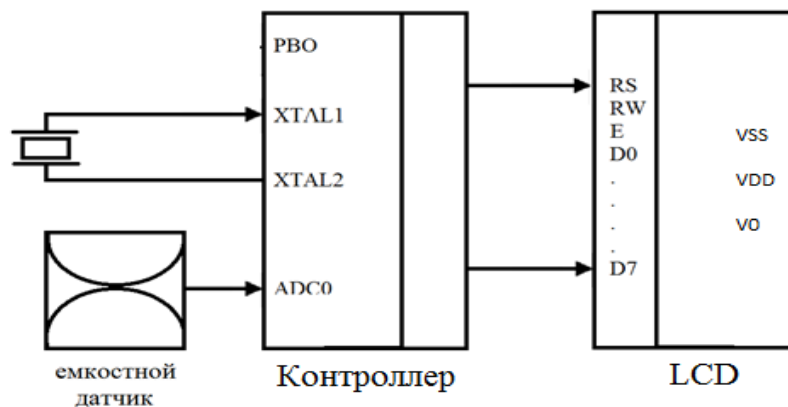 PBO
XTAL1
XTAL2
ADC0
RS
RW
E
D0
.
.
.
.
D7
VSS
VDD
V0
емкостной
датчик
Контроллер
LCD